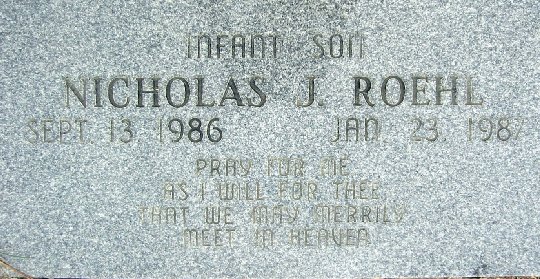 INFANT SON
NICHOLAS J. ROEHL
SEPT 13 1986 JAN. 23, 1987
PRAY FOR ME
AS I WILL FOR THEE
THAT WE MAY MERRILY
MEET IN HEAVEN